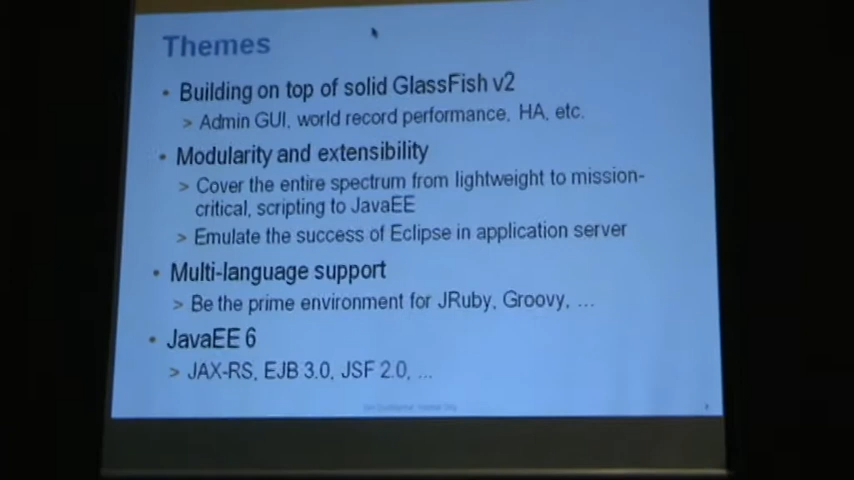 Themes
• Building on top of solid GlassFish v2
> Admin GUI, world record performance, HA, etc.
• Modularity and extensibility
> Cover the entire spectrum from lightweight to mission-
critical, scripting to JavaEE
> Emulate the success of Eclipse in application server
• Multi-language support
> Be the prime environment for JRuby, Groovy, ...
• JavaEE 6
> JAX-RS, EJB 3.0, JSF 2.0, ...